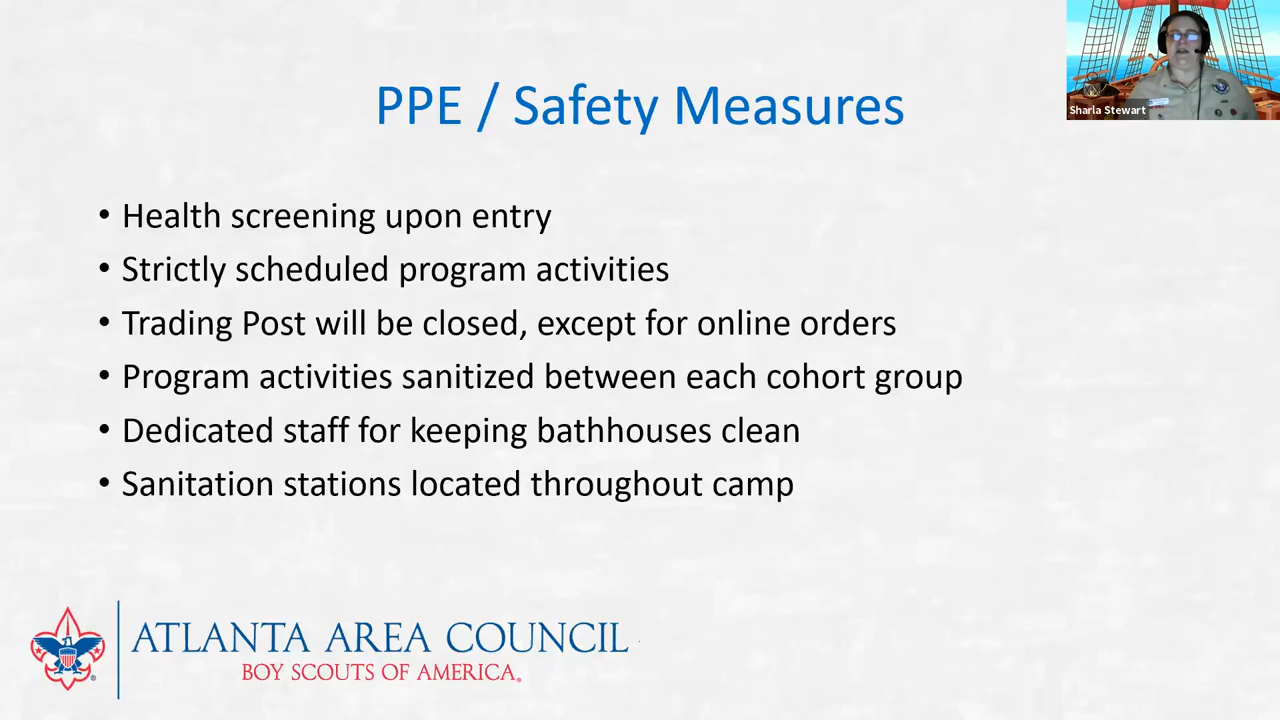 PPE / Safety Measures
Sharla Stewart
• Health screening upon entry
• Strictly scheduled program activities
• Trading Post will be closed, except for online orders
• Program activities sanitized between each cohort group
• Dedicated staff for keeping bathhouses clean
• Sanitation stations located throughout camp
ATLANTA AREA COUNCIL
BOY SCOUTS OF AMERICA®